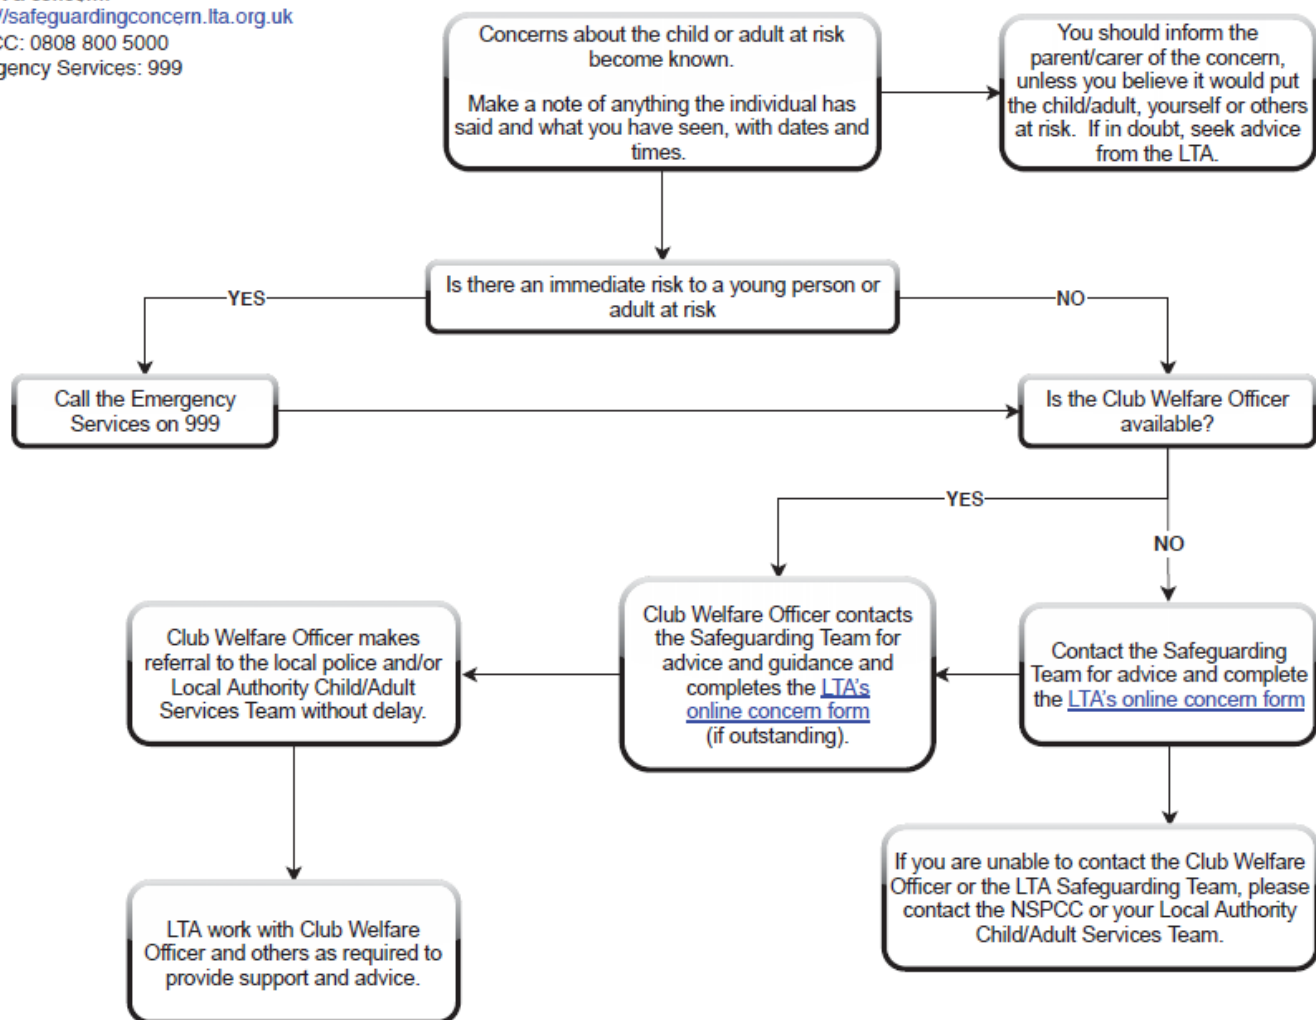 //safeguardingconcern.lta.org.uk
CC: 0808 800 5000
gency Services: 999
Concerns about the child or adult at risk
become known.
Make a note of anything the individual has
said and what you have seen, with dates and
times.
You should inform the
parent/carer of the concern,
unless you believe it would put
the child/adult, yourself or others
at risk. If in doubt, seek advice
from the LTA.
Is there an immediate risk to a young person or
adult at risk
YES
NO
Call the Emergency
Services on 999
Is the Club Welfare Officer
available?
YES
NO
Club Welfare Officer makes
referral to the local police and/or
Local Authority Child/Adult
Services Team without delay.
Club Welfare Officer contacts
the Safeguarding Team for
advice and guidance and
completes the LTA's
online concern form
(if outstanding).
Contact the Safeguarding
Team for advice and complete
the LTA's online concern form
If you are unable to contact the Club Welfare
Officer or the LTA Safeguarding Team, please
contact the NSPCC or your Local Authority
Child/Adult Services Team.
LTA work with Club Welfare
Officer and others as required to
provide support and advice.